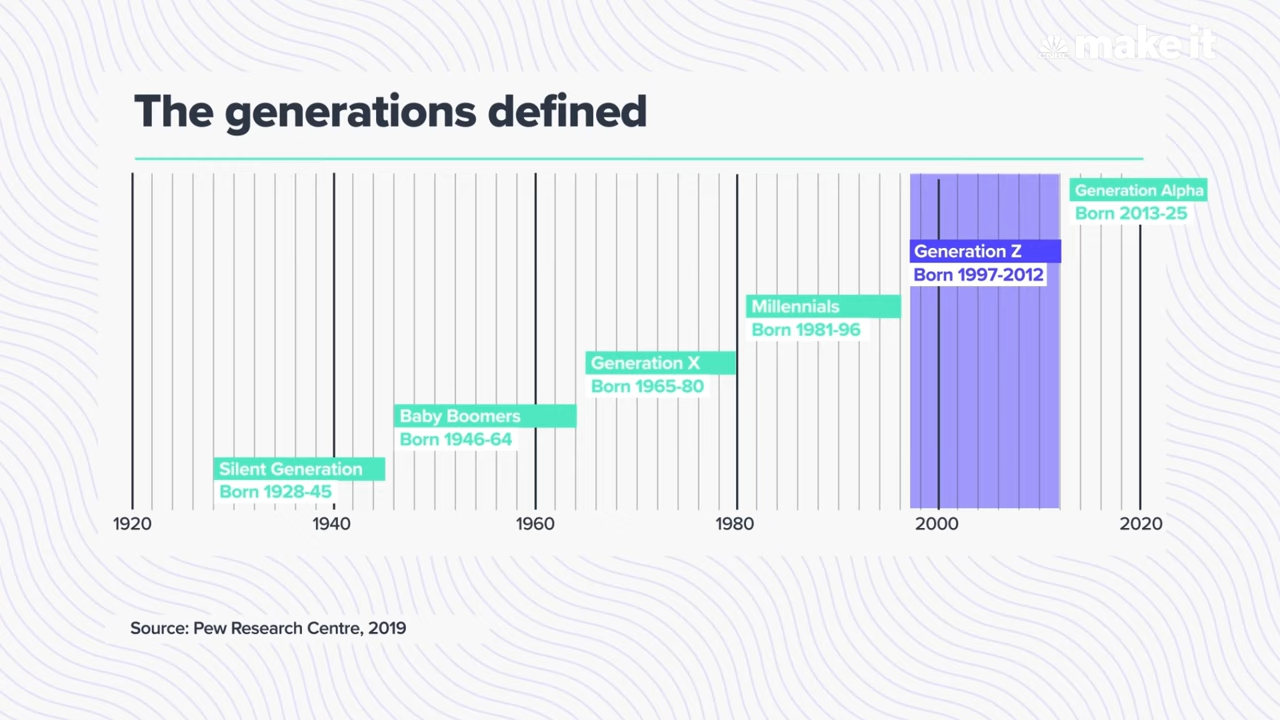 make it
The generations defined
Generation Alpha
Born 2013-25
Generation Z
Born 1997-2012
Millennials
Born 1981-96
Generation X
Born 1965-80
Baby Boomers
Born 1946-64
Silent Generation
Born 1928-45
1920 1940 1960 1980 2000 2020
Source: Pew Research Centre, 2019